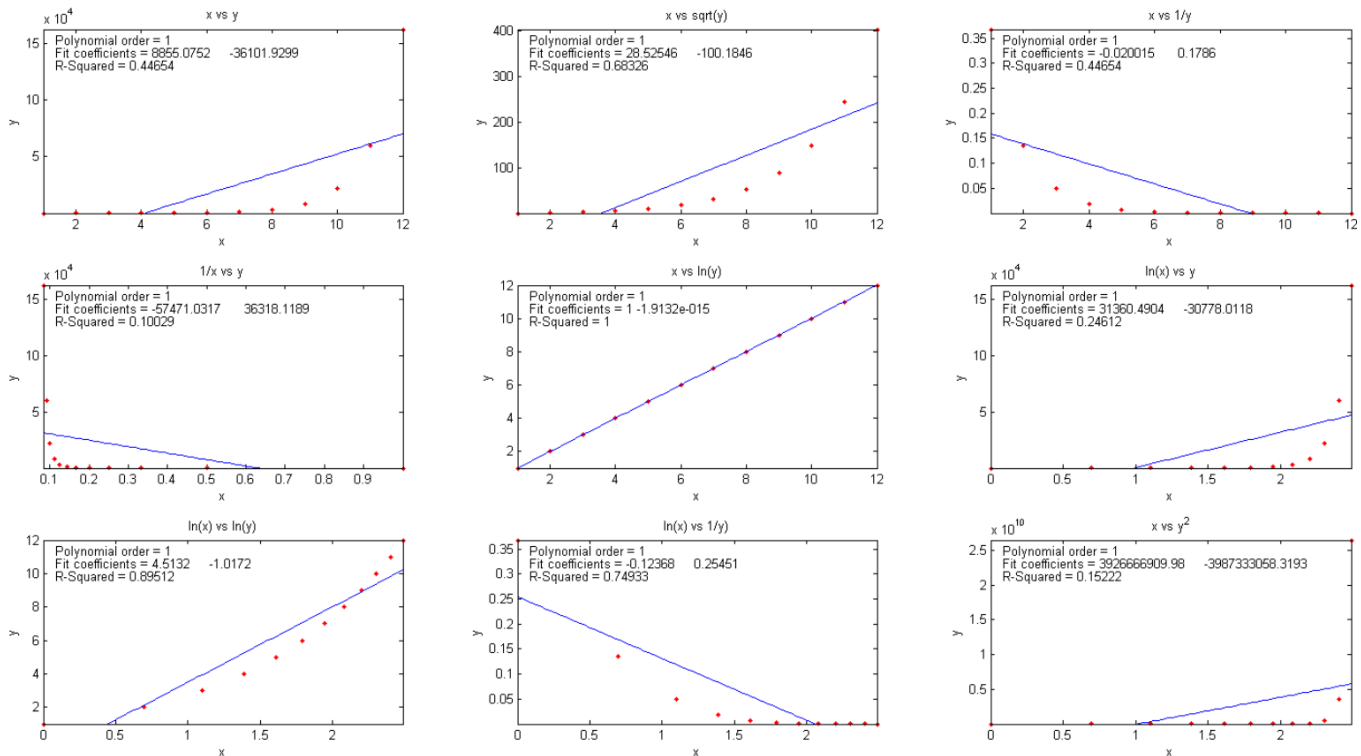 x vs y
x 10^4
Polynomial order = 1
Fit coefficients = 8855.0752 -36101.9299
R-Squared = 0.44654
15
10
5
y
2 4 6 8 10 12
x
x vs sqrt(y)
400
Polynomial order = 1
Fit coefficients = 28.52546 -100.1846
R-Squared = 0.68326
300
200
100
y
2 4 6 8 10 12
x
x vs 1/y
0.35
Polynomial order = 1
Fit coefficients = -0.020015 0.1786
R-Squared = 0.44654
0.3
0.25
0.2
0.15
0.1
0.05
y
2 4 6 8 10 12
x
1/x vs y
x 10^4
Polynomial order = 1
Fit coefficients = -57471.0317 36318.1189
R-Squared = 0.10029
15
10
5
y
0.1 0.2 0.3 0.4 0.5 0.6 0.7 0.8 0.9
x
x vs ln(y)
12
Polynomial order = 1
Fit coefficients = 1 -1.9132e-015
R-Squared = 1
10
8
6
4
2
y
2 4 6 8 10 12
x
ln(x) vs y
x 10^4
Polynomial order = 1
Fit coefficients = 31360.4904 -30778.0118
R-Squared = 0.24612
15
10
5
y
0 0.5 1 1.5 2
x
ln(x) vs ln(y)
12
Polynomial order = 1
Fit coefficients = 4.5132 -1.0172
R-Squared = 0.89512
10
8
6
4
2
y
0 0.5 1 1.5 2
x
ln(x) vs 1/y)
0.35
Polynomial order = 1
Fit coefficients = -0.12368 0.25451
R-Squared = 0.74933
0.3
0.25
0.2
0.15
0.1
0.05
y
0 0.5 1 1.5 2
x
x vs y^2
x 10^10
Polynomial order = 1
Fit coefficients = 3926666909.98 -3987333058.3193
R-Squared = 0.15222
2.5
2
1.5
1
0.5
y
0 0.5 1 1.5 2
x